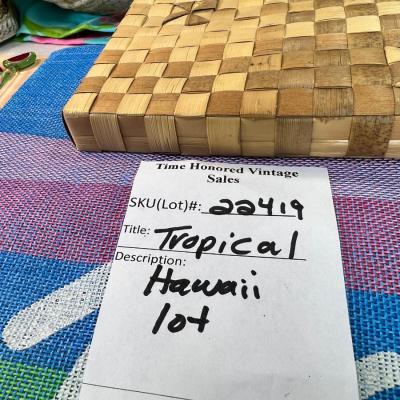 Time Honored Vintage
Sales
SKU(Lot)#: 22419
Title: Tropical
Description:
Hawaii
lot